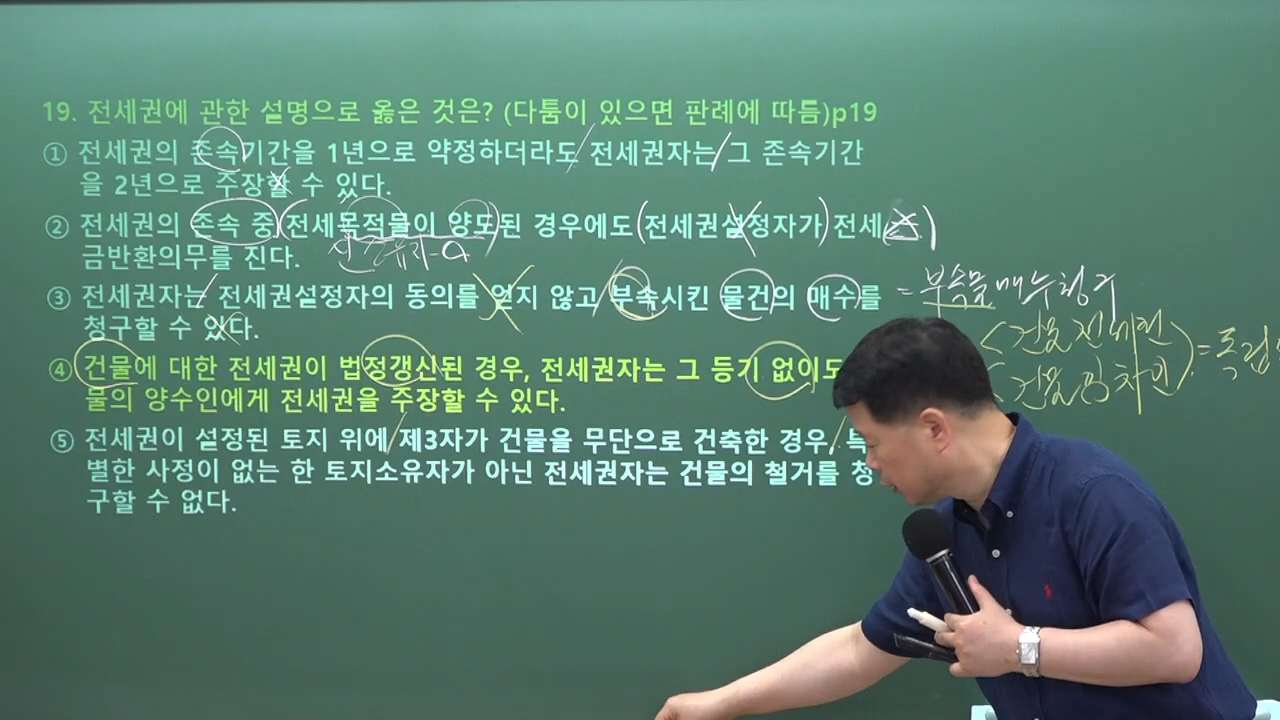 19. 전세권에 관한 설명으로 옳은 것은? (다툼이 있으면 판례에 따름)p19
① 전세권의 존속기간을 1년으로 약정하더라도 전세권자는 그 존속기간
을 2년으로 주장할 수 있다.
② 전세권의 존속 중 전세목적물이 양도된 경우에도 전세권설정자가 전세
금반환의무를 진다.
③ 전세권자는 전세권설정자의 동의를 얻지 않고 부속시킨 물건의 매수를
= 부속물매수청구
청구할 수 있다.
건물전세권
④ 건물에 대한 전세권이 법정갱신된 경우, 전세권자는 그 등기 없이도
건물임차인
= 독립
물의 양수인에게 전세권을 주장할 수 있다.
⑤ 전세권이 설정된 토지 위에 제3자가 건물을 무단으로 건축한 경우, 특
별한 사정이 없는 한 토지소유자가 아닌 전세권자는 건물의 철거를 청
구할 수 없다.